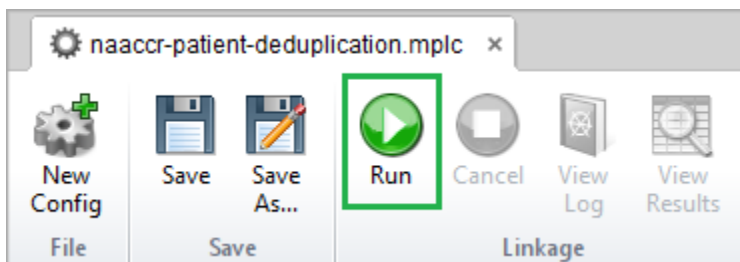 naaccr-patient-deduplication.mplc ×
New Config
Save
Save As...
Run
Cancel
View Log
View Results
File
Save
Linkage